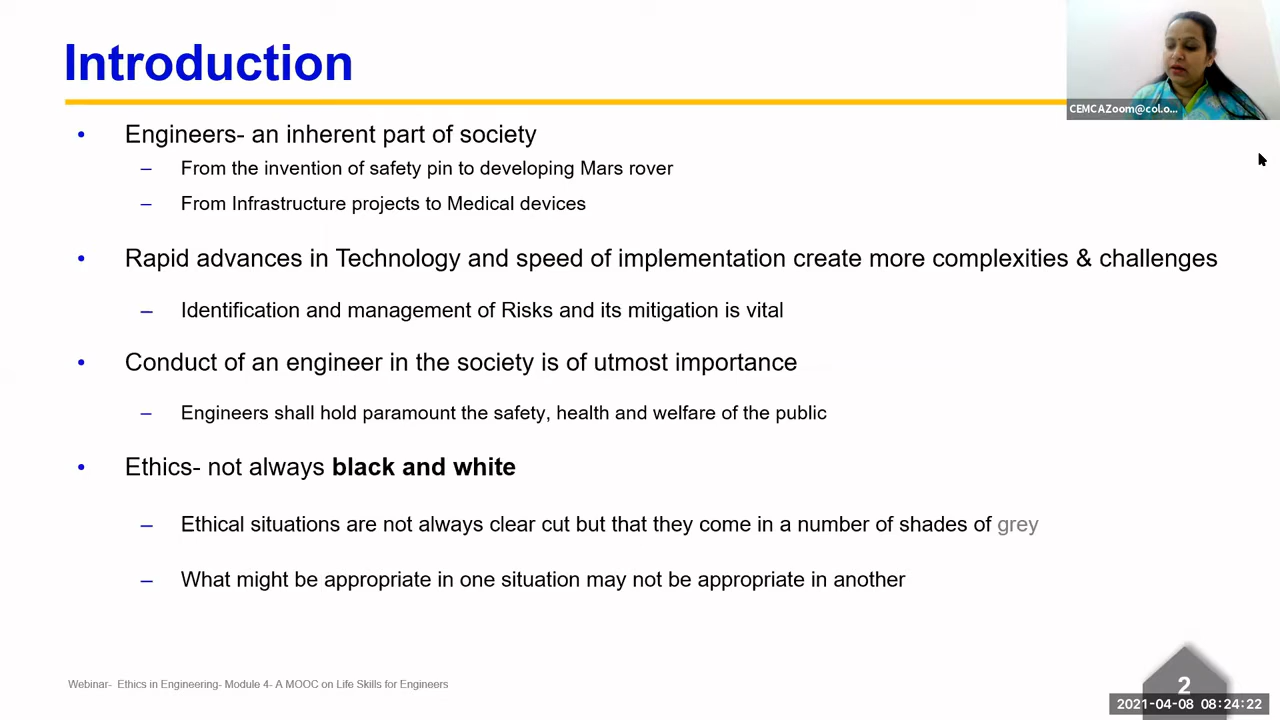 Introduction
CEMCAZoom@col.o...
• Engineers- an inherent part of society
– From the invention of safety pin to developing Mars rover
– From Infrastructure projects to Medical devices
• Rapid advances in Technology and speed of implementation create more complexities & challenges
– Identification and management of Risks and its mitigation is vital
• Conduct of an engineer in the society is of utmost importance
– Engineers shall hold paramount the safety, health and welfare of the public
• Ethics- not always black and white
– Ethical situations are not always clear cut but that they come in a number of shades of grey
– What might be appropriate in one situation may not be appropriate in another
Webinar- Ethics in Engineering- Module 4- A MOOC on Life Skills for Engineers
2
2021-04-08 08:24:22